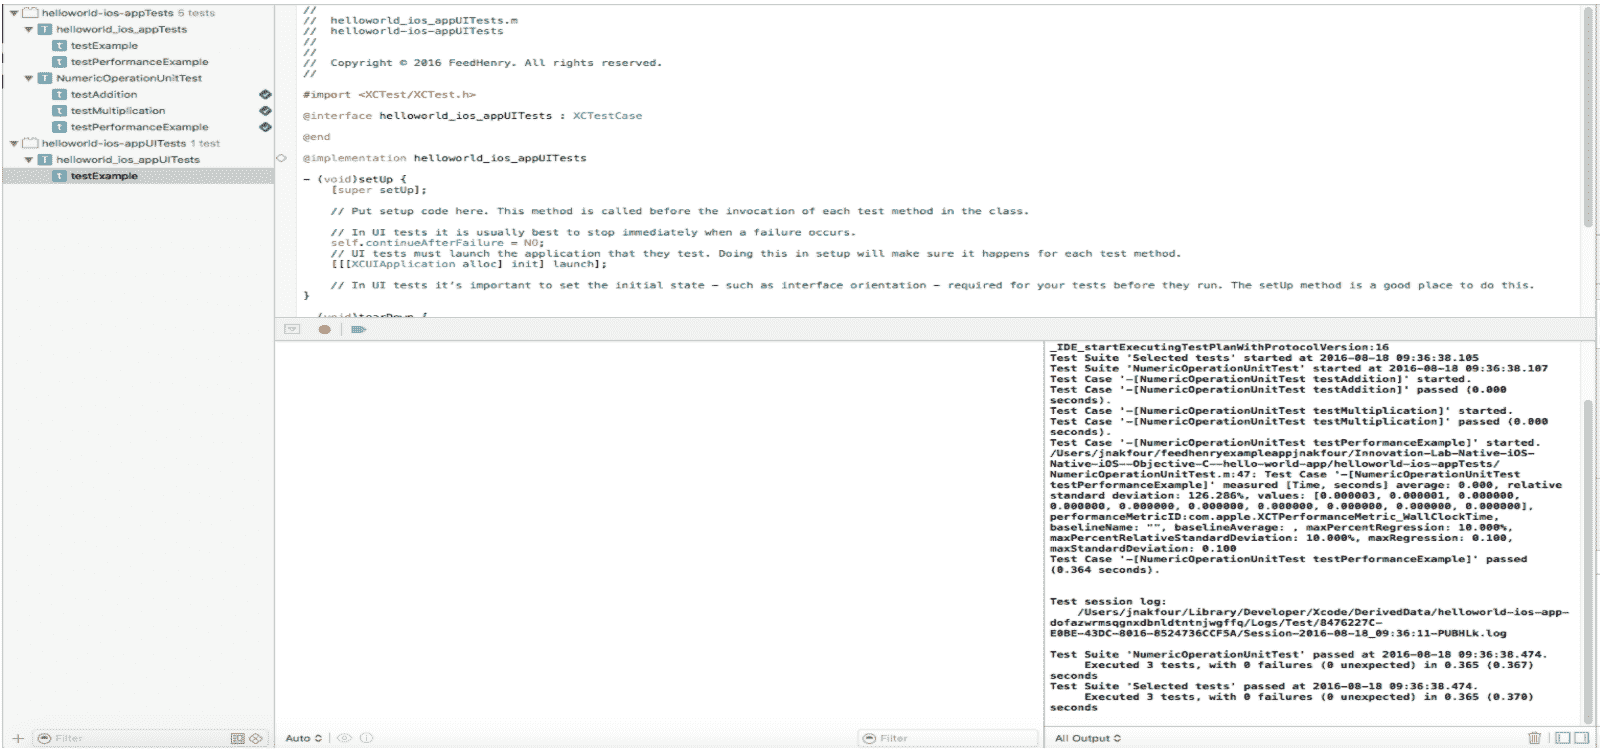 helloworld-ios-appTests 6 tests
helloworld_ios_appTests
testExample
testPerformanceExample
NumericOperationUnitTest
testAddition
testMultiplication
testPerformanceExample
helloworld-ios-appUITests 1 test
helloworld_ios_appUITests
testExample
Filter
//
// helloworld_ios_appUITests.m
// helloworld-ios-appUITests
//
//
// Copyright © 2016 FeedHenry. All rights reserved.
//
#import <XCTest/XCTest.h>
@interface helloworld_ios_appUITests : XCTestCase
@end
@implementation helloworld_ios_appUITests
- (void)setUp {
[super setUp];
// Put setup code here. This method is called before the invocation of each test method in the class.
// In UI tests it is usually best to stop immediately when a failure occurs.
self.continueAfterFailure = NO;
// UI tests must launch the application that they test. Doing this in setup will make sure it happens for each test method.
[[[XCUIApplication alloc] init] launch];
// In UI tests it's important to set the initial state - such as interface orientation - required for your tests before they run. The setUp method is a good place to do this.
}
(void)tearDown {
Auto
Filter
_IDE_startExecutingTestPlanWithProtocolVersion:16
Test Suite 'Selected tests' started at 2016-08-18 09:36:38.105
Test Suite 'NumericOperationUnitTest' started at 2016-08-18 09:36:38.107
Test Case '-[NumericOperationUnitTest testAddition]' started.
Test Case '-[NumericOperationUnitTest testAddition]' passed (0.000
seconds).
Test Case '-[NumericOperationUnitTest testMultiplication]' started.
Test Case '-[NumericOperationUnitTest testMultiplication]' passed (0.000
seconds).
Test Case '-[NumericOperationUnitTest testPerformanceExample]' started.
/Users/jnakfour/feedhenryexampleappjnakfour/Innovation-Lab-Native-iOS-
Native-iOS--Objective-C--hello-world-app/helloworld-ios-appTests/
NumericOperationUnitTest.m:47: Test Case '-[NumericOperationUnitTest
testPerformanceExample]' measured [Time, seconds] average: 0.000, relative
standard deviation: 126.286%, values: [0.000003, 0.000001, 0.000000,
0.000000, 0.000000, 0.000000, 0.000000, 0.000000, 0.000000, 0.000000],
performanceMetricID:com.apple.XCTPerformanceMetric_WallClockTime,
baselineName: "", baselineAverage: , maxPercentRegression: 10.000%,
maxPercentRelativeStandardDeviation: 10.000%, maxRegression: 0.100,
maxStandardDeviation: 0.100
Test Case '-[NumericOperationUnitTest testPerformanceExample]' passed
(0.364 seconds).
Test session log:
/Users/jnakfour/Library/Developer/Xcode/DerivedData/helloworld-ios-app-
dofazwrmsqgnxdbnldtntnjwgffq/Logs/Test/8476227C-
E0BE-43DC-8016-8524736CCF5A/Session-2016-08-18_09:36:11-PUBHLk.log
Test Suite 'NumericOperationUnitTest' passed at 2016-08-18 09:36:38.474.
Executed 3 tests, with 0 failures (0 unexpected) in 0.365 (0.367)
seconds
Test Suite 'Selected tests' passed at 2016-08-18 09:36:38.474.
Executed 3 tests, with 0 failures (0 unexpected) in 0.365 (0.370)
seconds
All Output